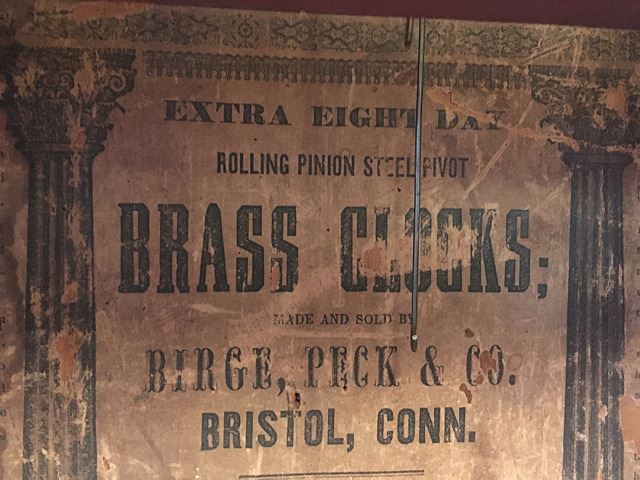 EXTRA EIGHT DAY
ROLLING PINION STEEL PIVOT
BRASS CLOCKS;
MADE AND SOLD BY
BIRGE, PECK & CO.
BRISTOL, CONN.